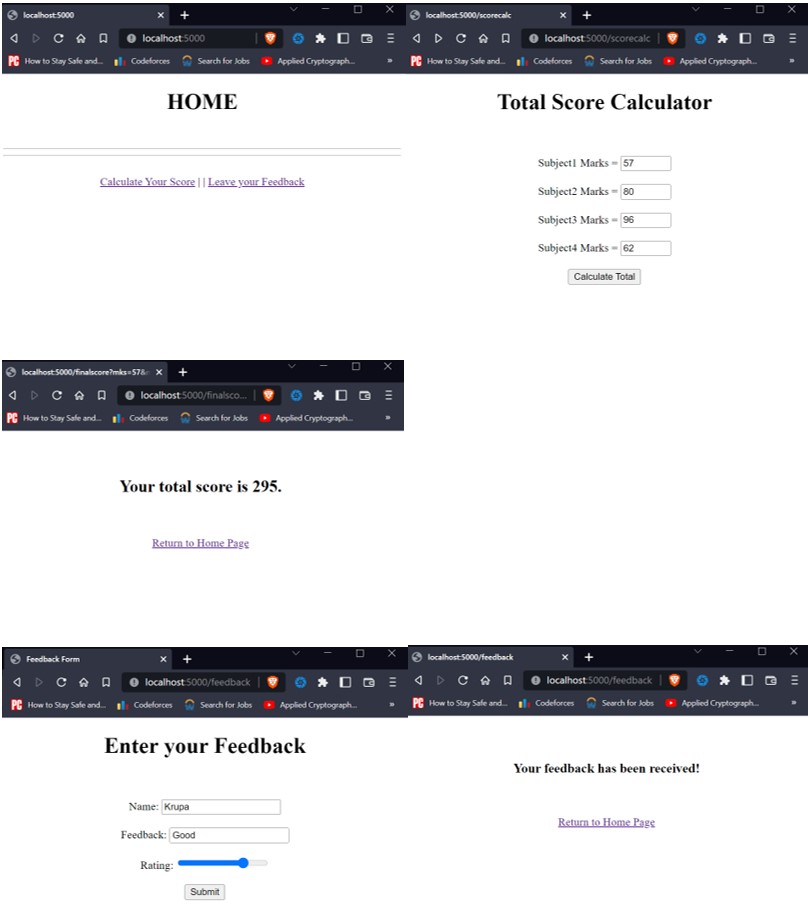 localhost:5000
localhost:5000
PC How to Stay Safe and... Codeforces Search for Jobs Applied Cryptograph... »
HOME
Calculate Your Score | | Leave your Feedback
localhost:5000/scorecalc
localhost:5000/scorecalc
PC How to Stay Safe and... Codeforces Search for Jobs Applied Cryptograph... »
Total Score Calculator
Subject1 Marks = 57
Subject2 Marks = 80
Subject3 Marks = 96
Subject4 Marks = 62
Calculate Total
localhost:5000/finalscore?mks=57&
localhost:5000/finalsco...
PC How to Stay Safe and... Codeforces Search for Jobs Applied Cryptograph... »
Your total score is 295.
Return to Home Page
Feedback Form
localhost:5000/feedback
PC How to Stay Safe and... Codeforces Search for Jobs Applied Cryptograph... »
Enter your Feedback
Name: Krupa
Feedback: Good
Rating:
Submit
localhost:5000/feedback
localhost:5000/feedback
PC How to Stay Safe and... Codeforces Search for Jobs Applied Cryptograph... »
Your feedback has been received!
Return to Home Page